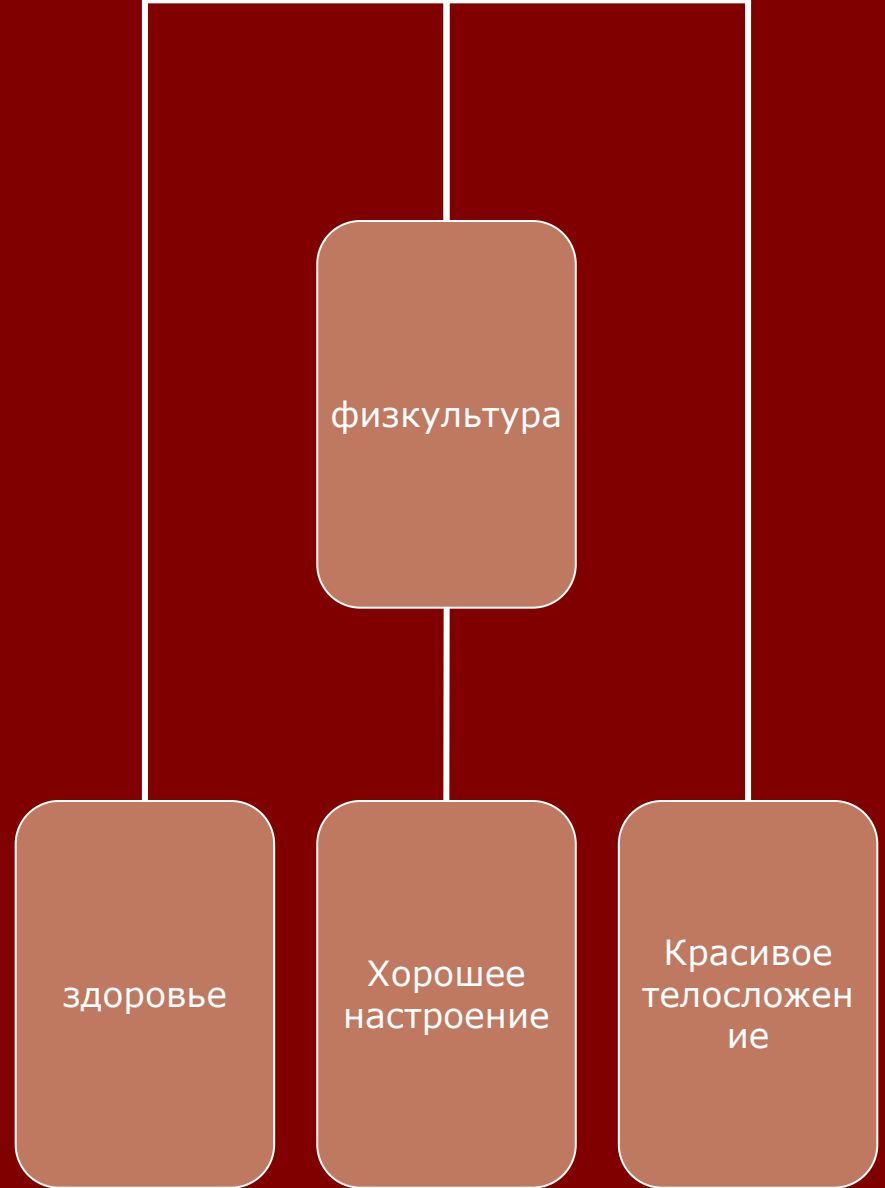 физкультура
здоровье
Хорошее
настроение
Красивое
телосложен
ие